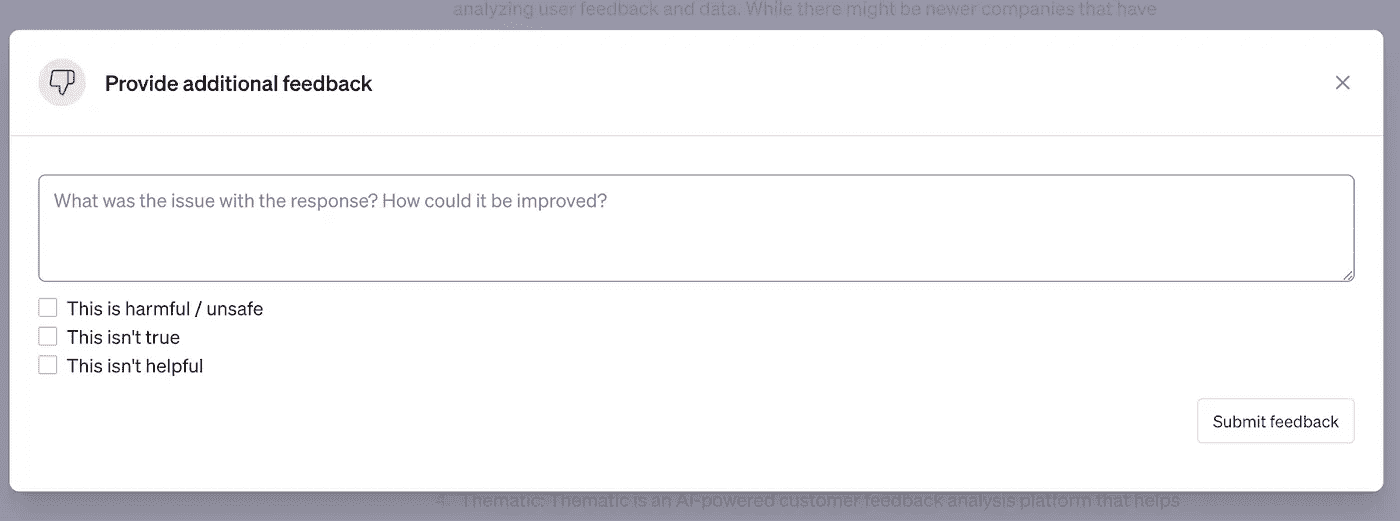 analyzing user feedback and data. While there might be newer companies that have
Provide additional feedback
What was the issue with the response? How could it be improved?
This is harmful / unsafe
This isn't true
This isn't helpful
Submit feedback
4. Thematic: Thematic is an AI-powered customer feedback analysis platform that helps